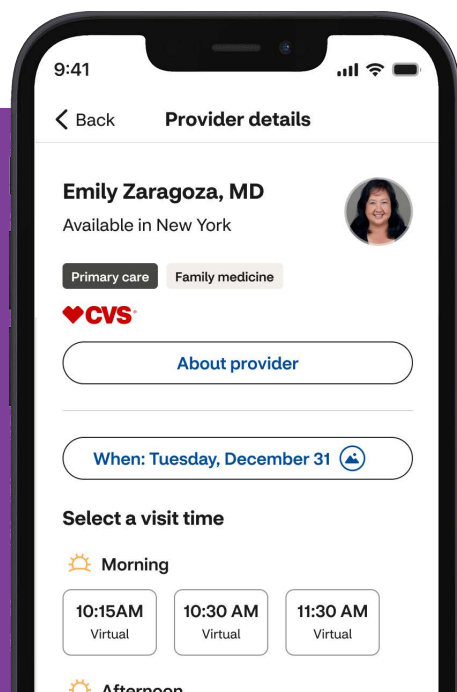 9:41
Back Provider details
Emily Zaragoza, MD
Available in New York
Primary care Family medicine
CVS
About provider
When: Tuesday, December 31
Select a visit time
Morning
10:15AM 10:30 AM 11:30 AM
Virtual Virtual Virtual
Afternoon